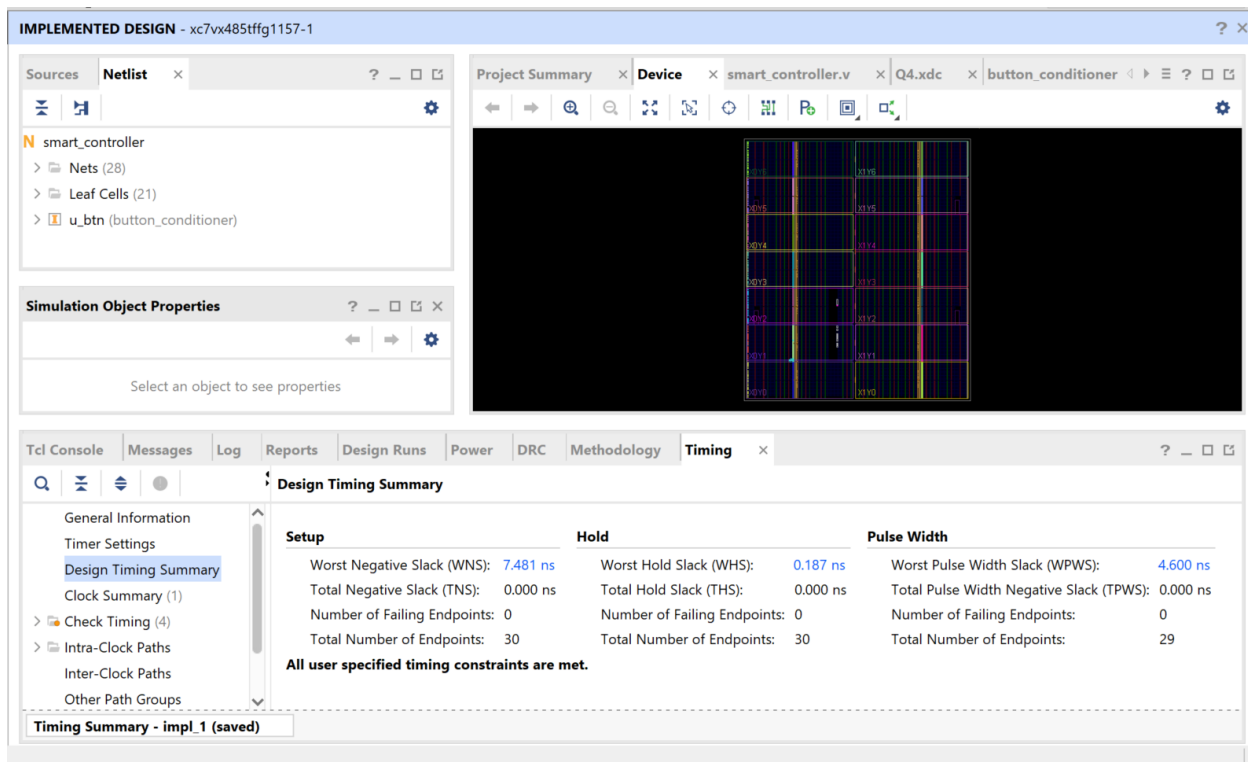 IMPLEMENTED DESIGN - xc7vx485tffg1157-1
Sources Netlist
smart_controller
Nets (28)
Leaf Cells (21)
u_btn (button_conditioner)
Simulation Object Properties
Select an object to see properties
Project Summary Device smart_controller.v Q4.xdc button_conditioner
X1Y6
X0Y5 X1Y5
X0Y4 X1Y4
X0Y3 X1Y3
X0Y2 X1Y2
X0Y1 X1Y1
X0Y0 X1Y0
Tcl Console Messages Log Reports Design Runs Power DRC Methodology Timing
General Information
Timer Settings
Design Timing Summary
Clock Summary (1)
Check Timing (4)
Intra-Clock Paths
Inter-Clock Paths
Other Path Groups
Design Timing Summary
Setup Hold Pulse Width
Worst Negative Slack (WNS): 7.481 ns Worst Hold Slack (WHS): 0.187 ns Worst Pulse Width Slack (WPWS): 4.600 ns
Total Negative Slack (TNS): 0.000 ns Total Hold Slack (THS): 0.000 ns Total Pulse Width Negative Slack (TPWS): 0.000 ns
Number of Failing Endpoints: 0 Number of Failing Endpoints: 0 Number of Failing Endpoints: 0
Total Number of Endpoints: 30 Total Number of Endpoints: 30 Total Number of Endpoints: 29
All user specified timing constraints are met.
Timing Summary - impl_1 (saved)